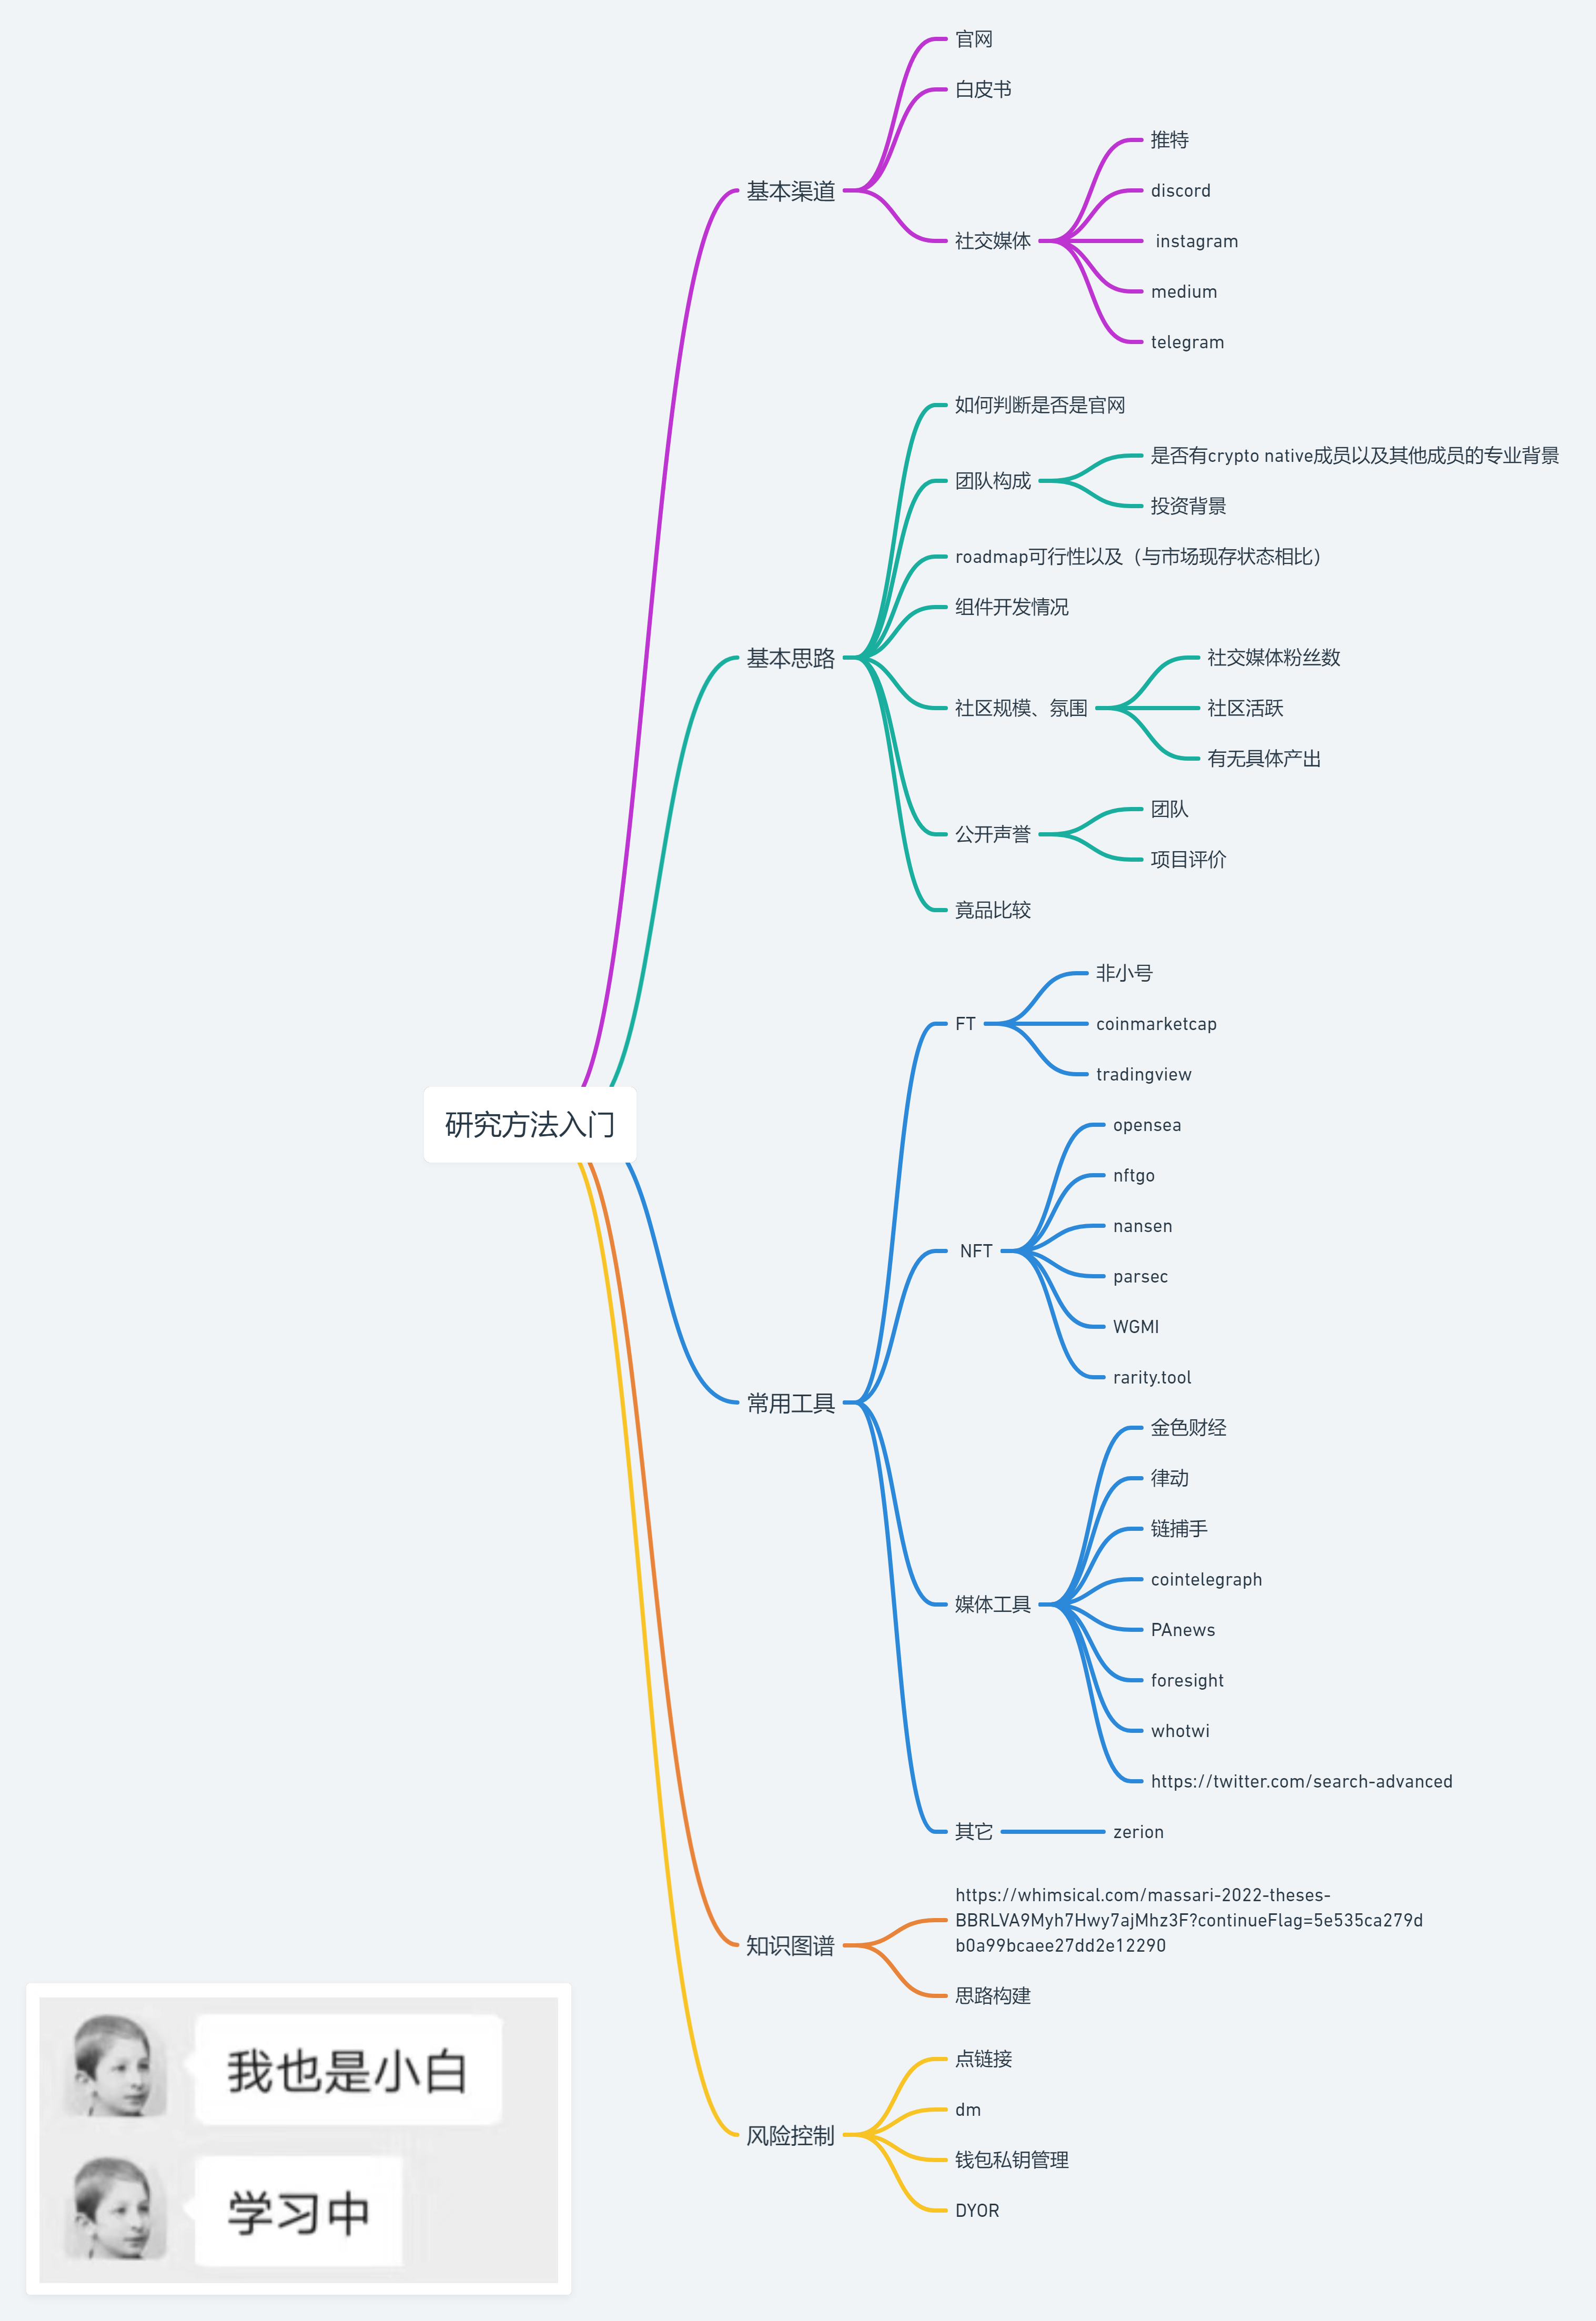 研究方法入门
基本渠道
官网
白皮书
社交媒体
推特
discord
instagram
medium
telegram
基本思路
如何判断是否是官网
团队构成
是否有crypto native成员以及其他成员的专业背景
投资背景
roadmap可行性以及（与市场现存状态相比）
组件开发情况
社区规模、氛围
社交媒体粉丝数
社区活跃
有无具体产出
公开声誉
团队
项目评价
竟品比较
常用工具
FT
非小号
coinmarketcap
tradingview
NFT
opensea
nftgo
nansen
parsec
WGMI
rarity.tool
媒体工具
金色财经
律动
链捕手
cointelegraph
PAnews
foresight
whotwi
https://twitter.com/search-advanced
其它
zerion
知识图谱
https://whimsical.com/massari-2022-theses-
BBRLVA9Myh7Hwy7ajMhz3F?continueFlag=5e535ca279d
b0a99bcaee27dd2e12290
思路构建
风险控制
点链接
dm
钱包私钥管理
DYOR
我也是小白
学习中